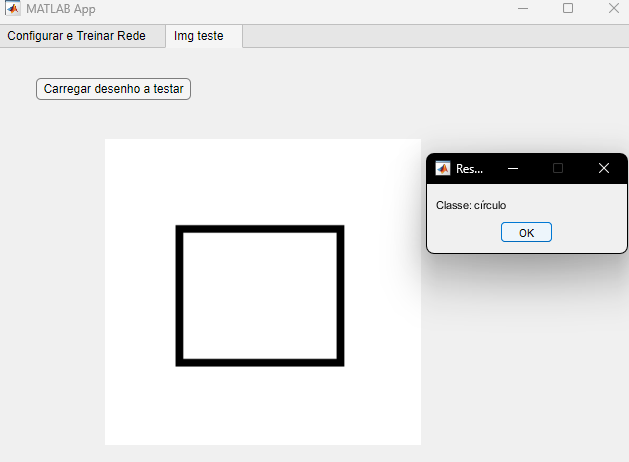 MATLAB App
Configurar e Treinar Rede
Img teste
Carregar desenho a testar
Res...
Classe: círculo
OK